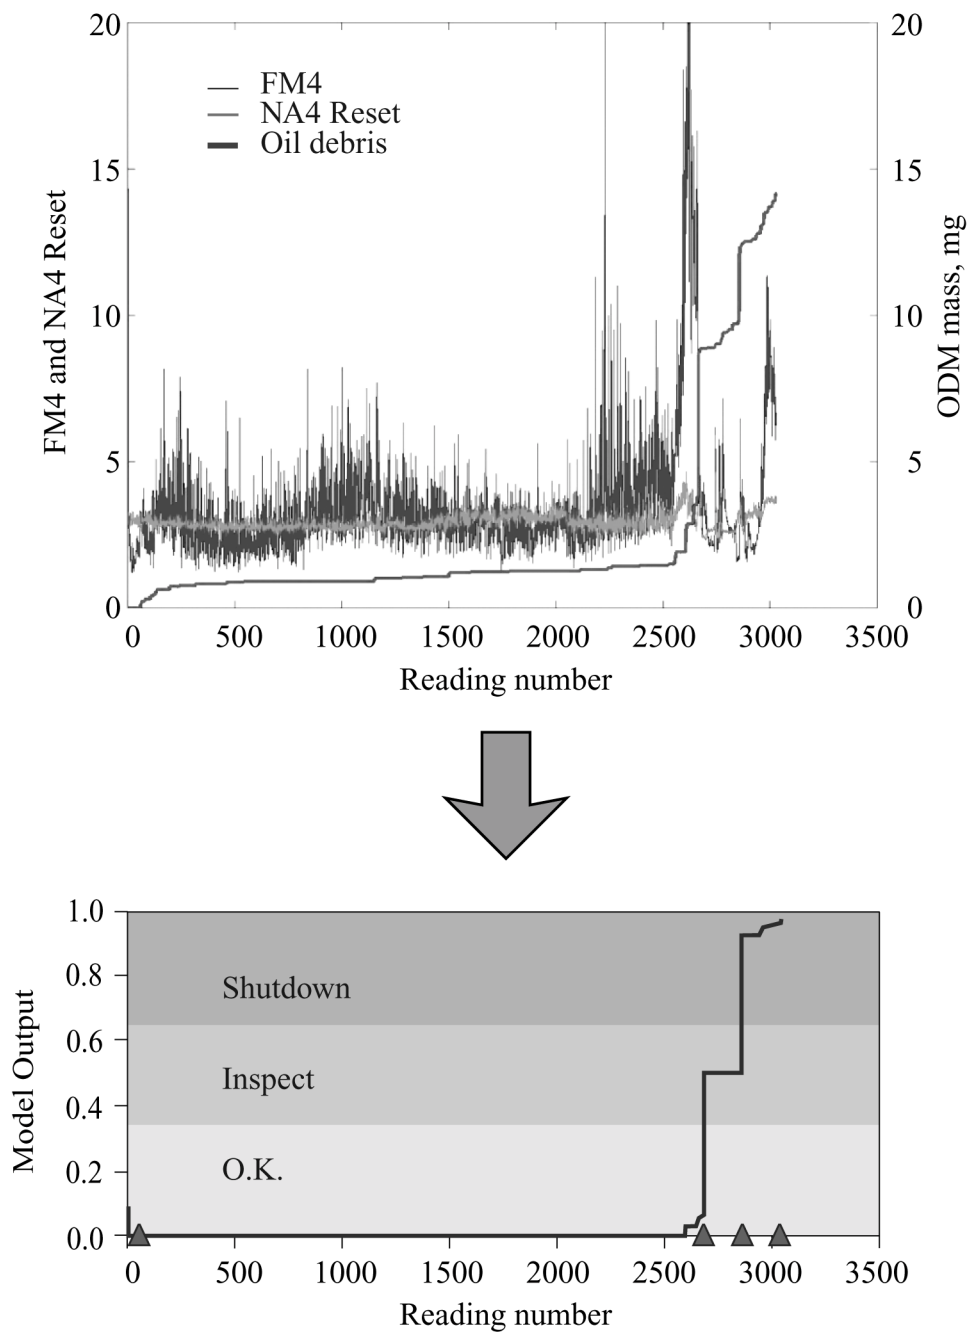 20 20
FM4
NA4 Reset
Oil debris
15 15
FM4 and NA4 Reset
ODM mass, mg
10 10
5 5
0 0
0 500 1000 1500 2000 2500 3000 3500
Reading number
1.0
0.8
Shutdown
0.6
Model Output
Inspect
0.4
0.2
O.K.
0.0
0 500 1000 1500 2000 2500 3000 3500
Reading number